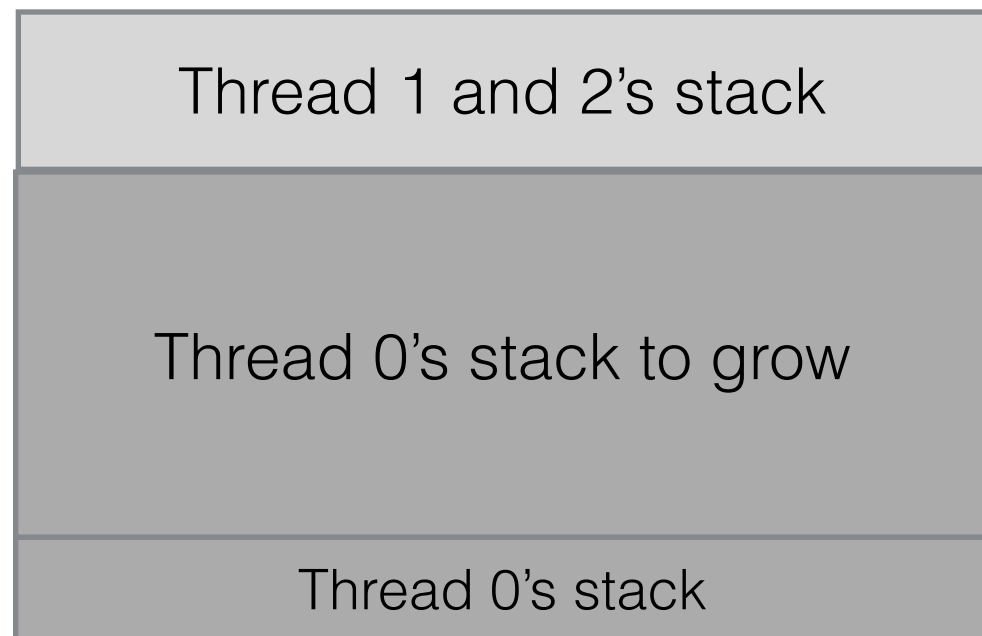 Thread 1 and 2’s stack
Thread 0’s stack to grow
Thread 0’s stack